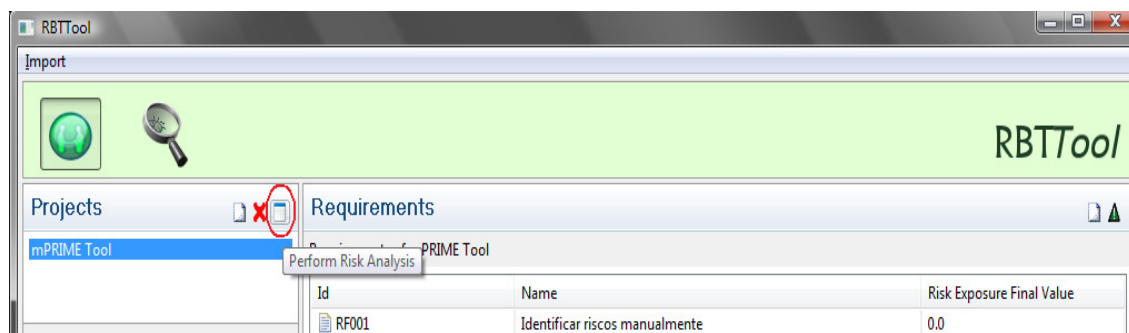 RBTTool
Import
RBTTool
Projects
Requirements
mPRIME Tool
PRIME Tool
Perform Risk Analysis
Id Name Risk Exposure Final Value
RF001 Identificar riscos manualmente 0.0